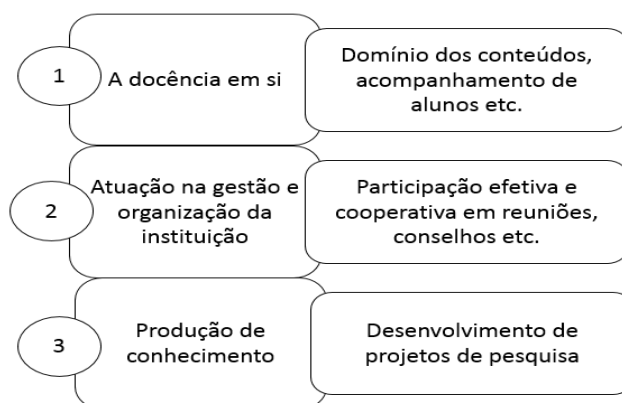 1
A docência em si
Domínio dos conteúdos,
acompanhamento de
alunos etc.
2
Atuação na gestão e
organização da
instituição
Participação efetiva e
cooperativa em reuniões,
conselhos etc.
3
Produção de
conhecimento
Desenvolvimento de
projetos de pesquisa